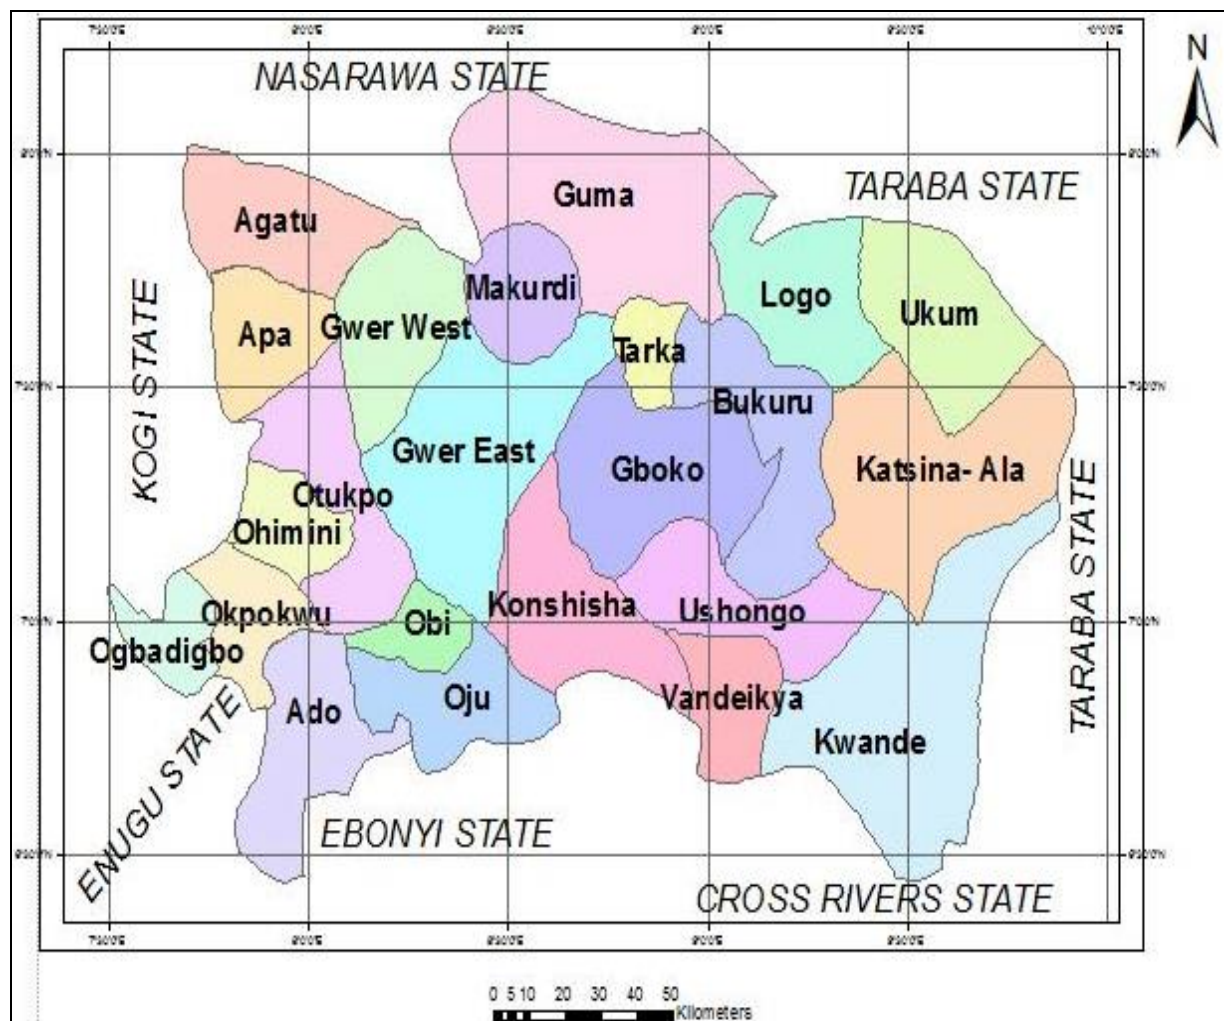 N
NASARAWA STATE
TARABA STATE
Guma
Agatu
Makurdi
Logo
Ukum
Apa
Gwer West
Tarka
KOGI STATE
Bukuru
Gwer East
Gboko
Katsina- Ala
Otukpo
Ohimini
TARABA STATE
Okpokwu
Obi
Konshisha
Ushongo
Ogbadigbo
Ado
Oju
Vandeikya
Kwande
ENUGU STATE
EBONYI STATE
CROSS RIVERS STATE
0 5 10 20 30 40 50
Kilometers